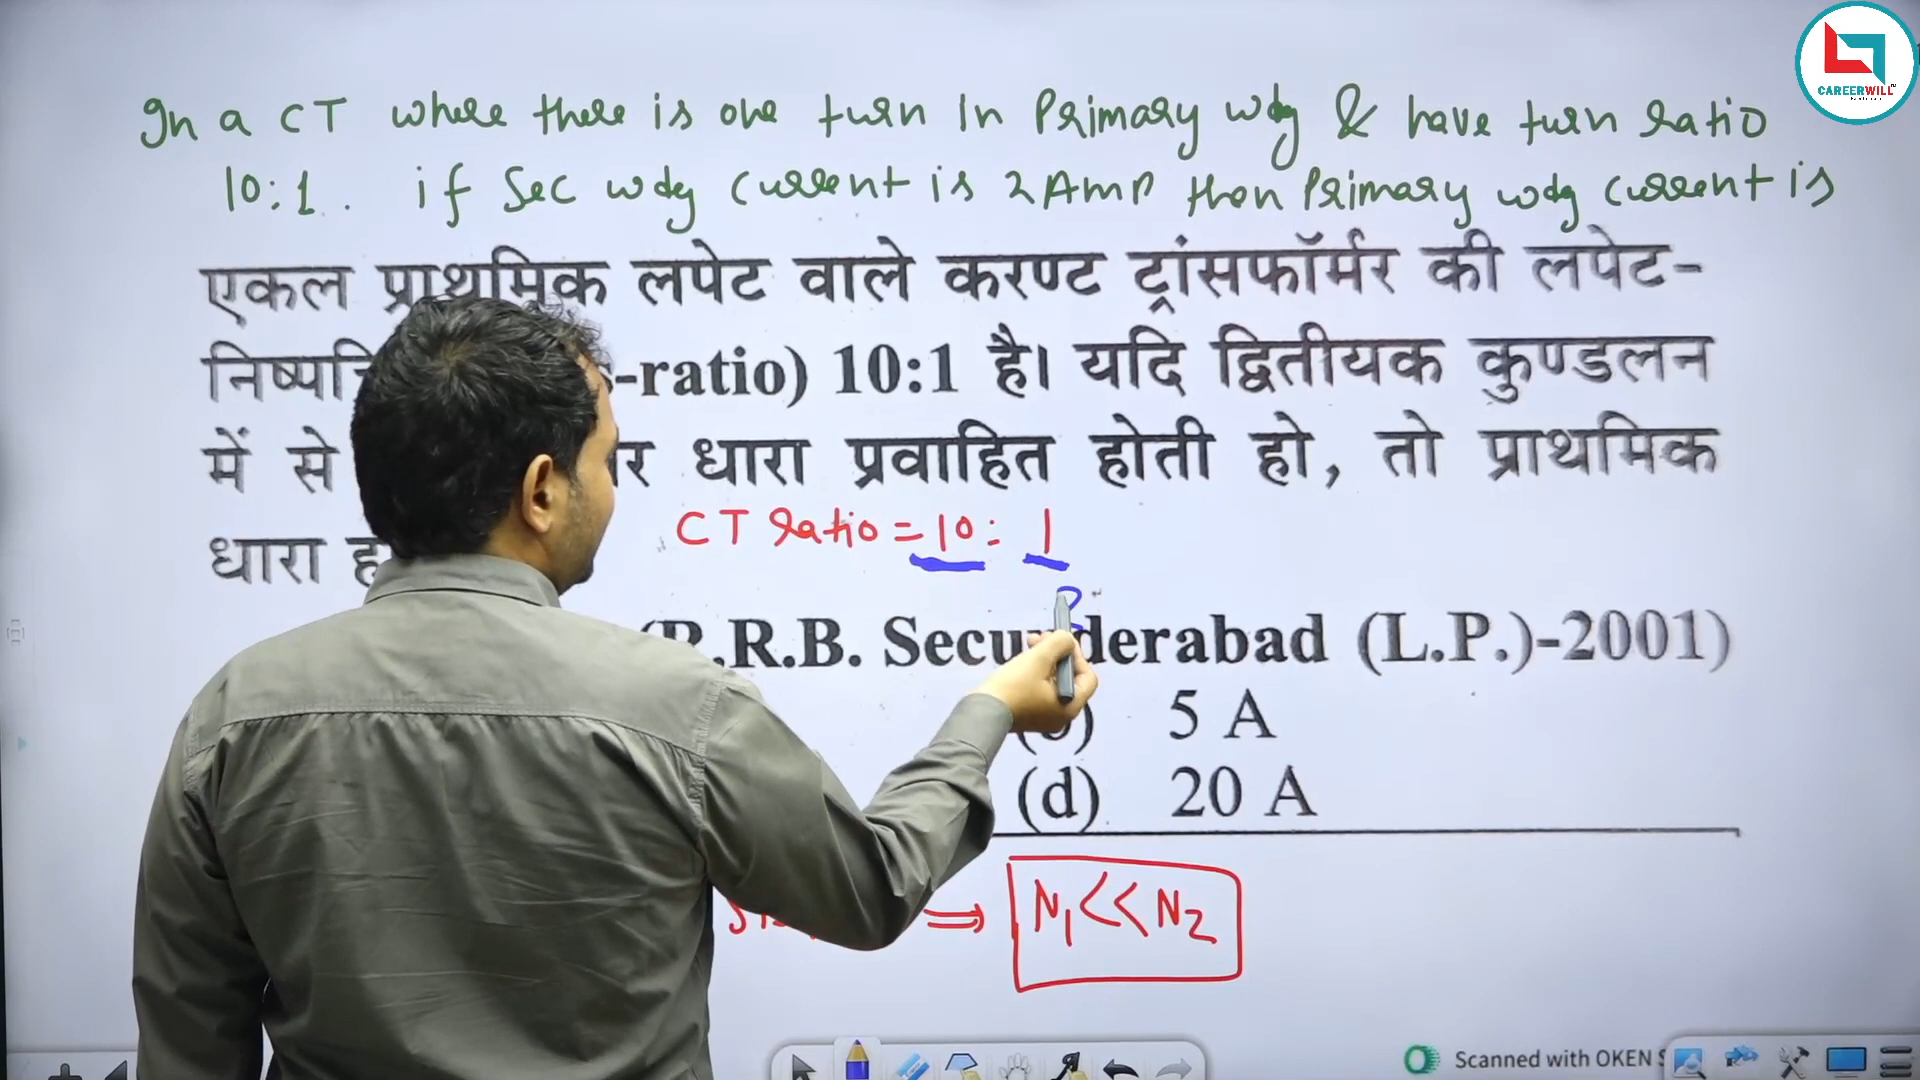 In a CT where there is one turn in Primary wdg & have turn ratio
10:1. if Sec wdg current is 2Amp then Primary wdg current is
एकल प्राथमिक लपेट वाले करण्ट ट्रांसफॉर्मर की लपेट-
-ratio) 10:1 है। यदि द्वितीयक कुण्डलन
में से धारा प्रवाहित होती हो, तो प्राथमिक
धारा
CT ratio = 10: 1
(R.R.B. Secunderabad (L.P.)-2001)
5 A
(d) 20 A
⇒ N1 << N2
CAREERWILL
Scanned with OKEN